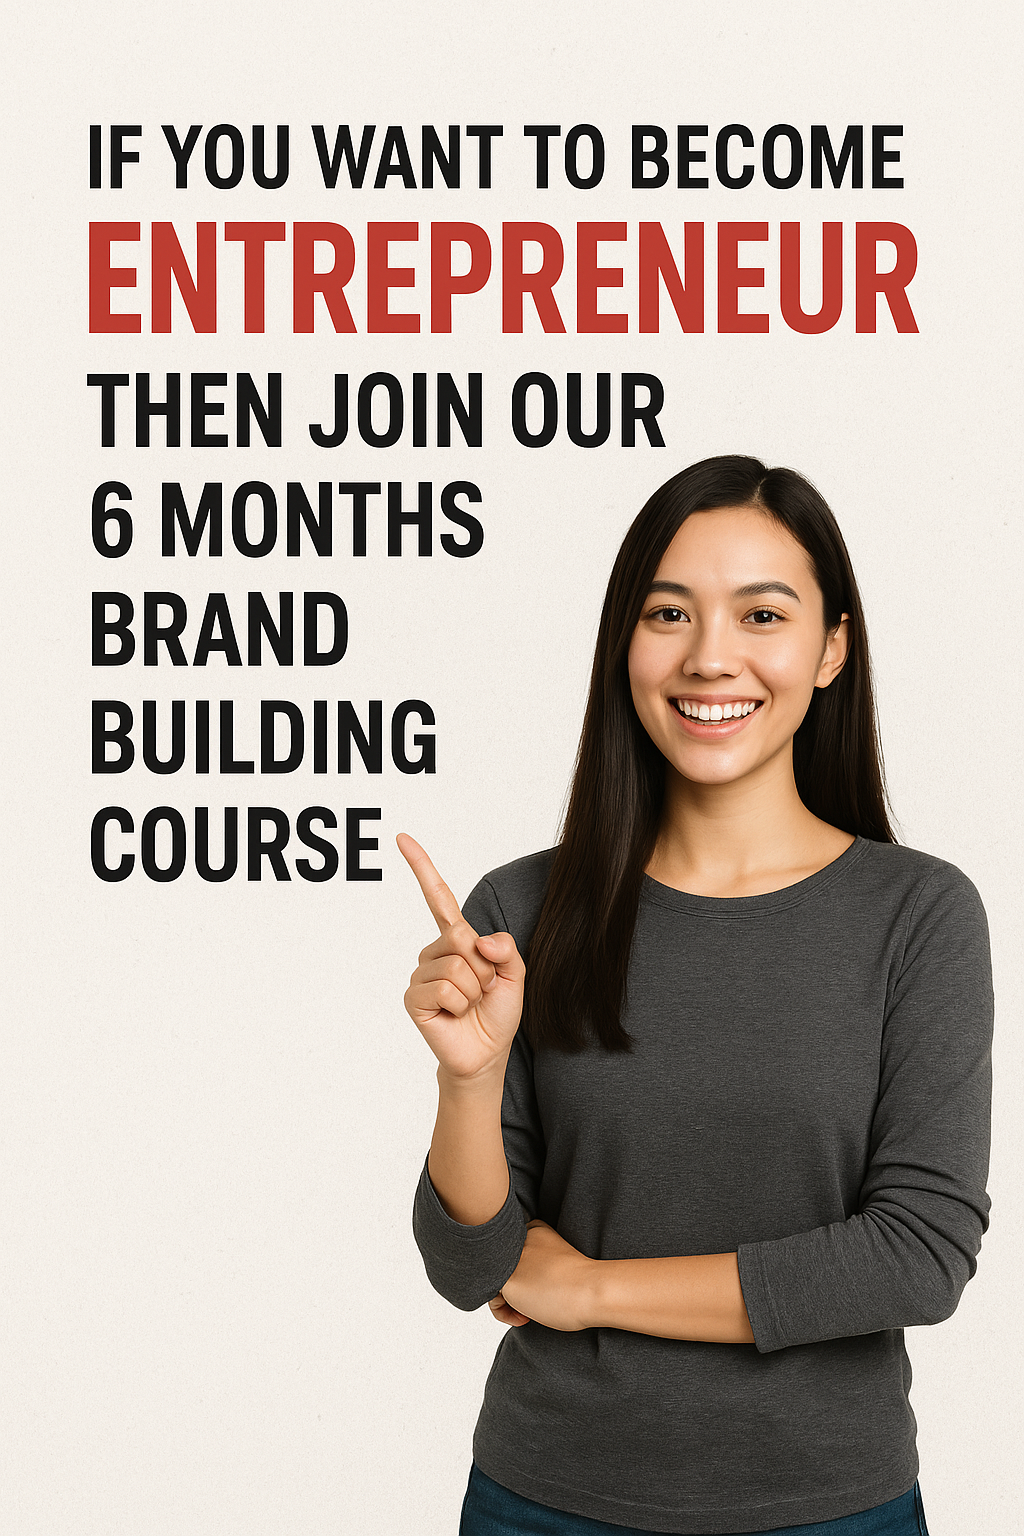 IF YOU WANT TO BECOME
ENTREPRENEUR
THEN JOIN OUR
6 MONTHS
BRAND
BUILDING
COURSE